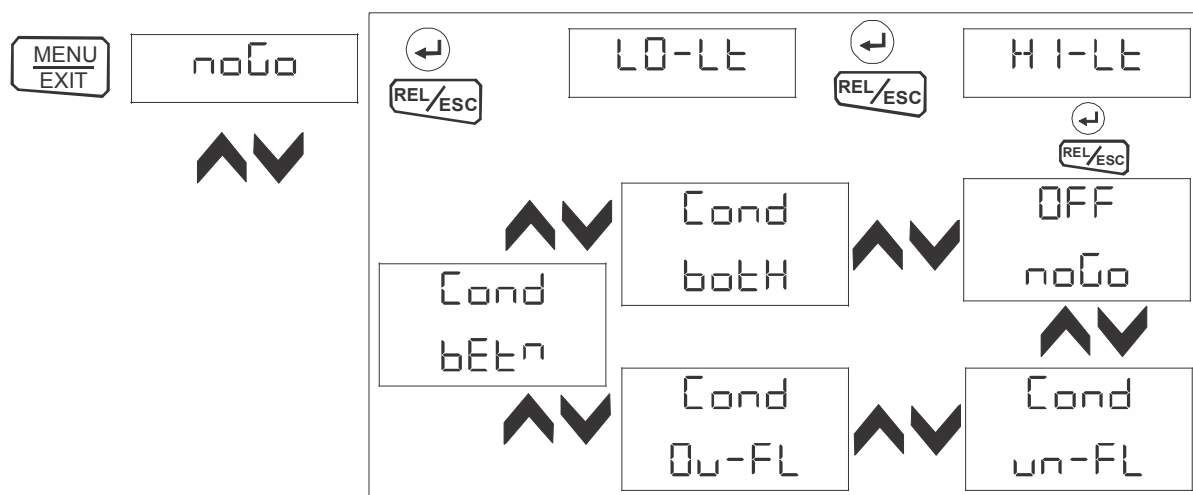 MENU
EXIT
noGo
REL/ESC
LO-Lt
REL/ESC
HI-Lt
REL/ESC
Cond
botH
OFF
noGo
Cond
bEtn
Cond
Ov-FL
Cond
un-FL